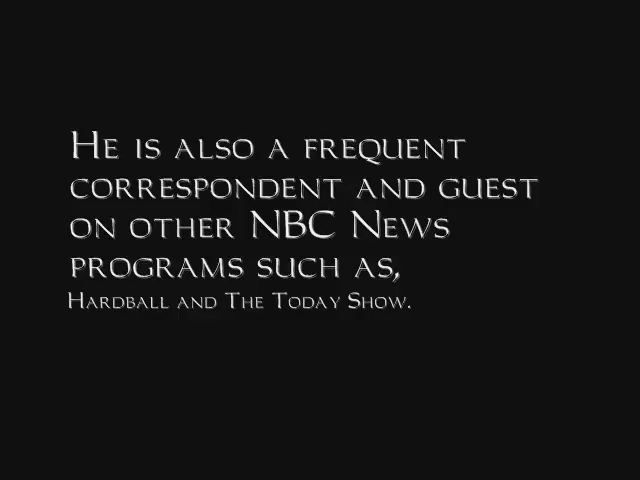 He is also a frequent
correspondent and guest
on other NBC News
programs such as,
Hardball and The Today Show.